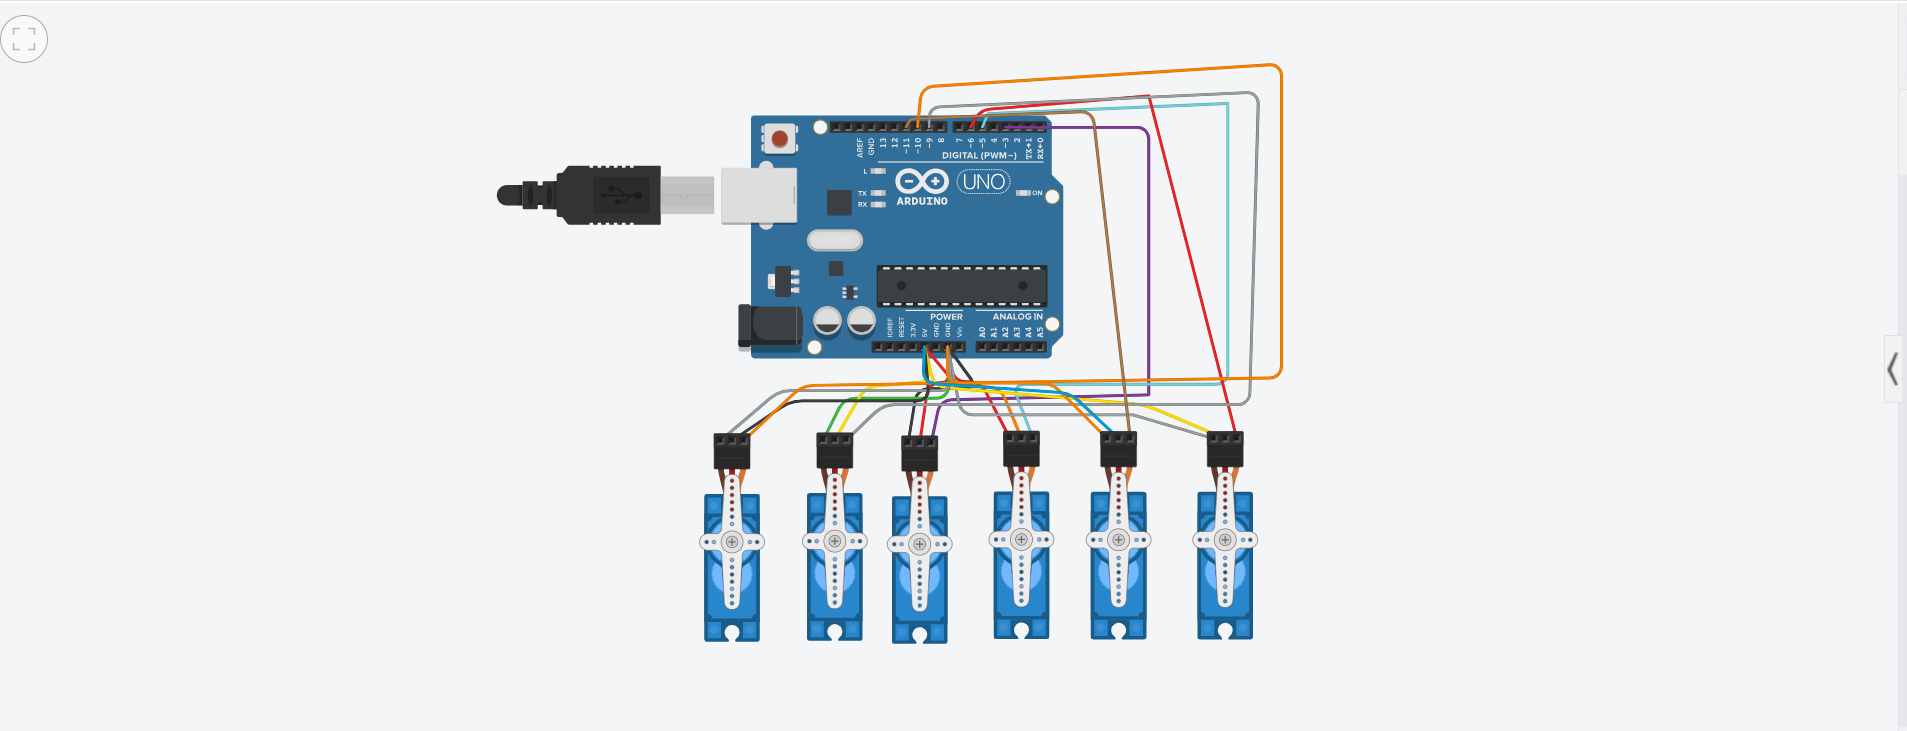 AREF
GND
13
12
~11
~10
~9
8
7
~6
~5
4
~3
2
TX→1
RX←0
DIGITAL (PWM~)
L
TX
RX
ARDUINO
UNO
ON
POWER
ANALOG IN
IOREF
RESET
3.3V
5V
GND
GND
Vin
A0
A1
A2
A3
A4
A5